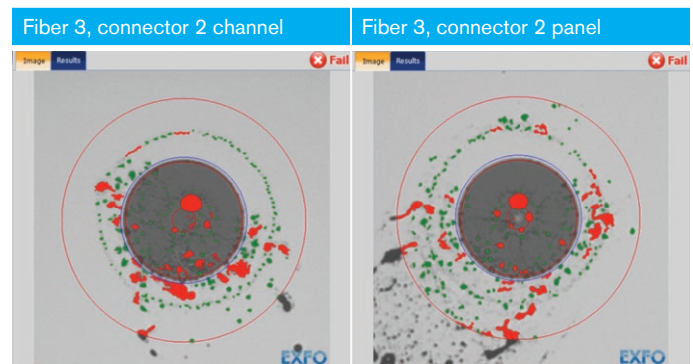 Fiber 3, connector 2 channel
Fiber 3, connector 2 panel
Image Results Fail
Image Results Fail
EXFO
EXFO